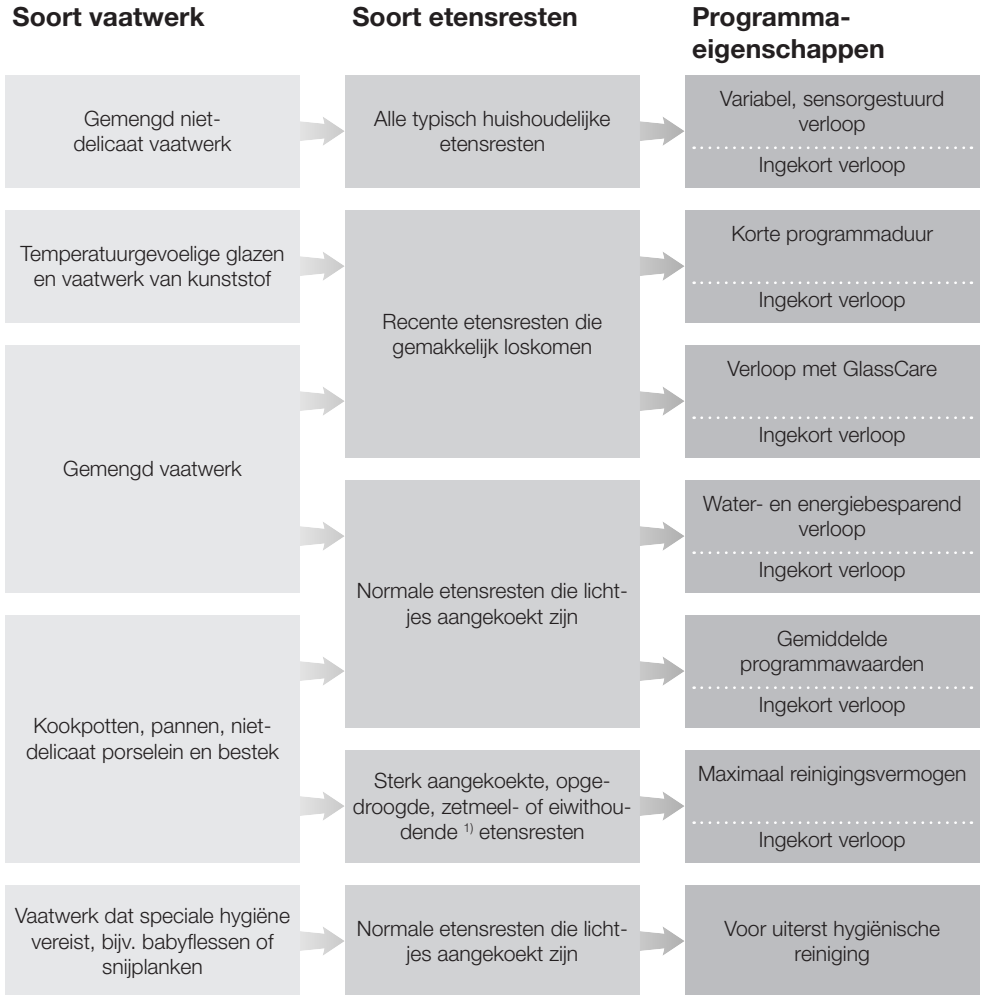 Soort vaatwerk
Soort etensresten
Programma-
eigenschappen
Gemengd niet-
delicaat vaatwerk
Alle typisch huishoudelijke
etensresten
Variabel, sensorgestuurd
verloop
Ingekort verloop
Temperatuurgevoelige glazen
en vaatwerk van kunststof
Recente etensresten die
gemakkelijk loskomen
Korte programmaduur
Ingekort verloop
Verloop met GlassCare
Ingekort verloop
Gemengd vaatwerk
Normale etensresten die licht-
jes aangekoekt zijn
Water- en energiebesparend
verloop
Ingekort verloop
Gemiddelde
programmawaarden
Ingekort verloop
Kookpotten, pannen, niet-
delicaat porselein en bestek
Sterk aangekoekte, opge-
droogde, zetmeel- of eiwithou-
dende 1) etensresten
Maximaal reinigingsvermogen
Ingekort verloop
Vaatwerk dat speciale hygiëne
vereist, bijv. babyflessen of
snijplanken
Normale etensresten die licht-
jes aangekoekt zijn
Voor uiterst hygiënische
reiniging